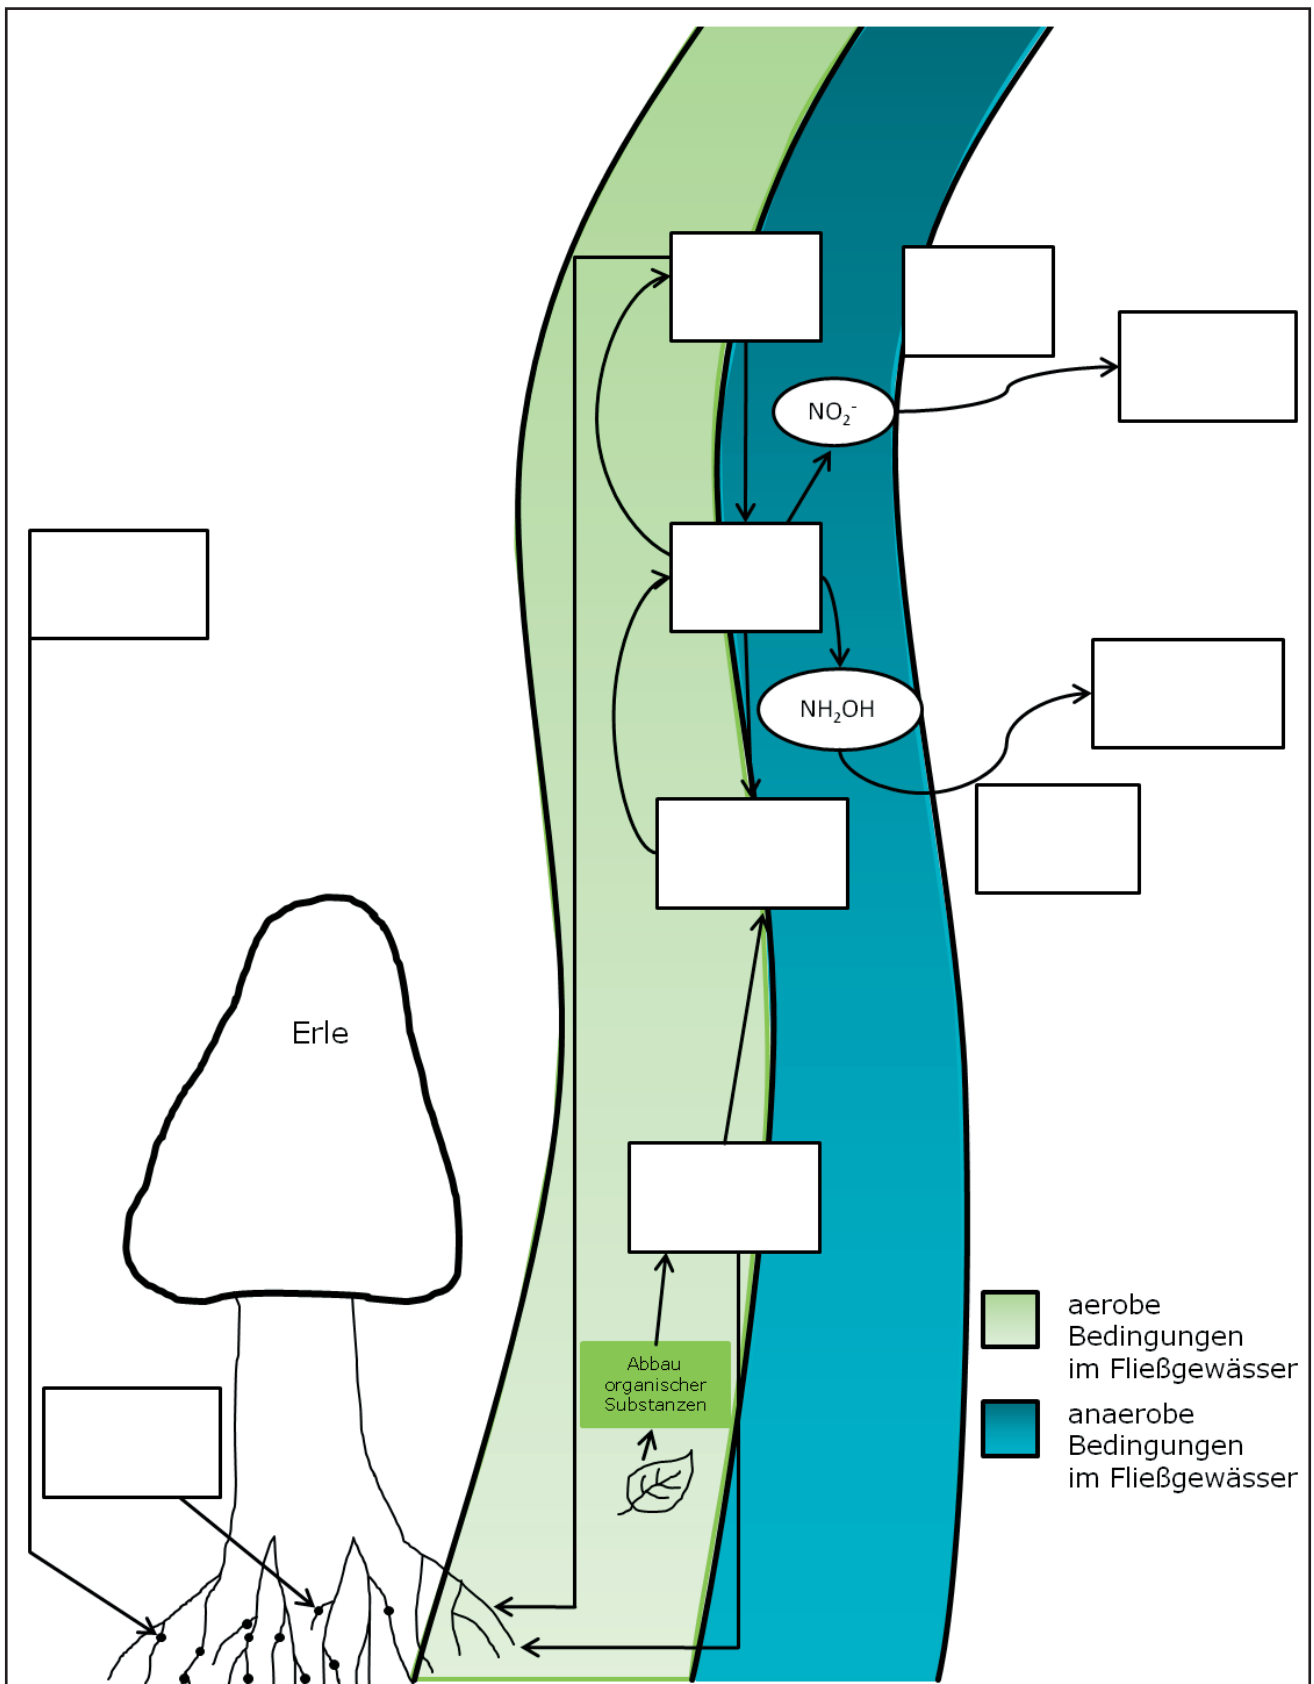 NO₂⁻
NH₂OH
Erle
Abbau
organischer
Substanzen
aerobe
Bedingungen
im Fließgewässer
anaerobe
Bedingungen
im Fließgewässer